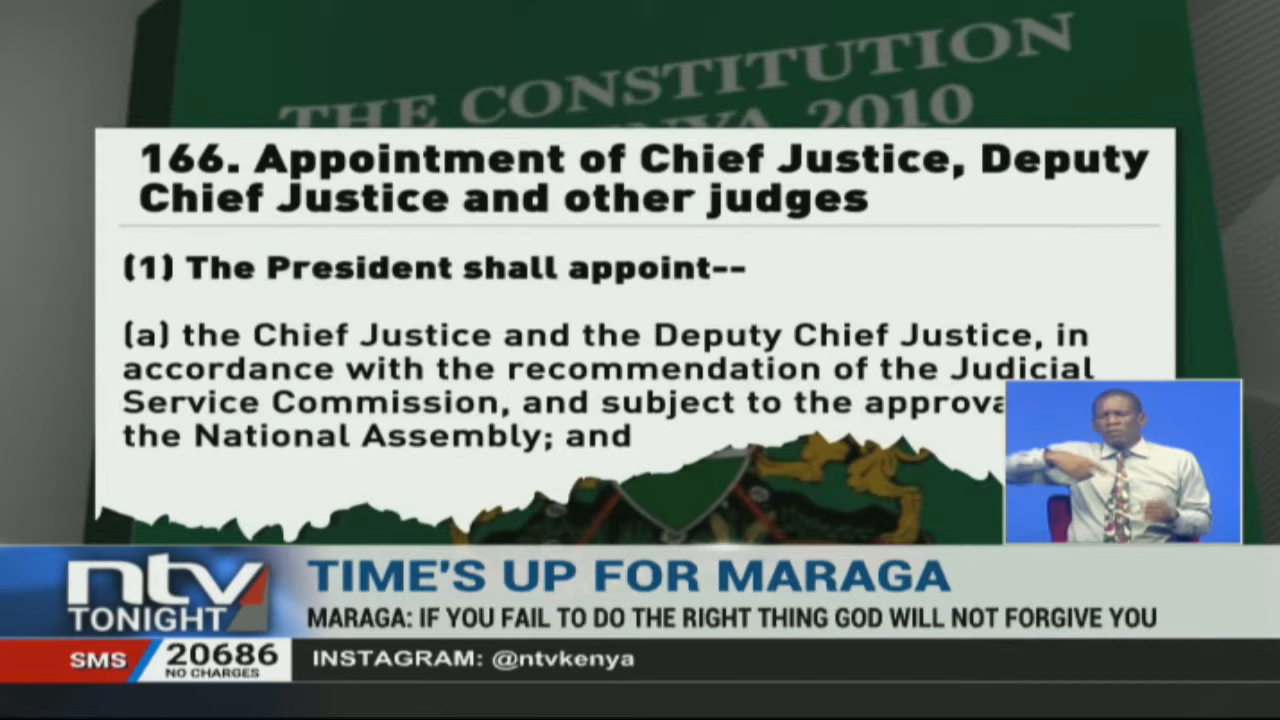 THE CONSTITUTION
2010
166. Appointment of Chief Justice, Deputy
Chief Justice and other judges
(1) The President shall appoint--
(a) the Chief Justice and the Deputy Chief Justice, in
accordance with the recommendation of the Judicial
Service Commission, and subject to the
the National Assembly; and
ntv
TONIGHT
TIME'S UP FOR MARAGA
MARAGA: IF YOU FAIL TO DO THE RIGHT THING GOD WILL NOT FORGIVE YOU
SMS
20686
NO CHARGES
INSTAGRAM: @ntvkenya